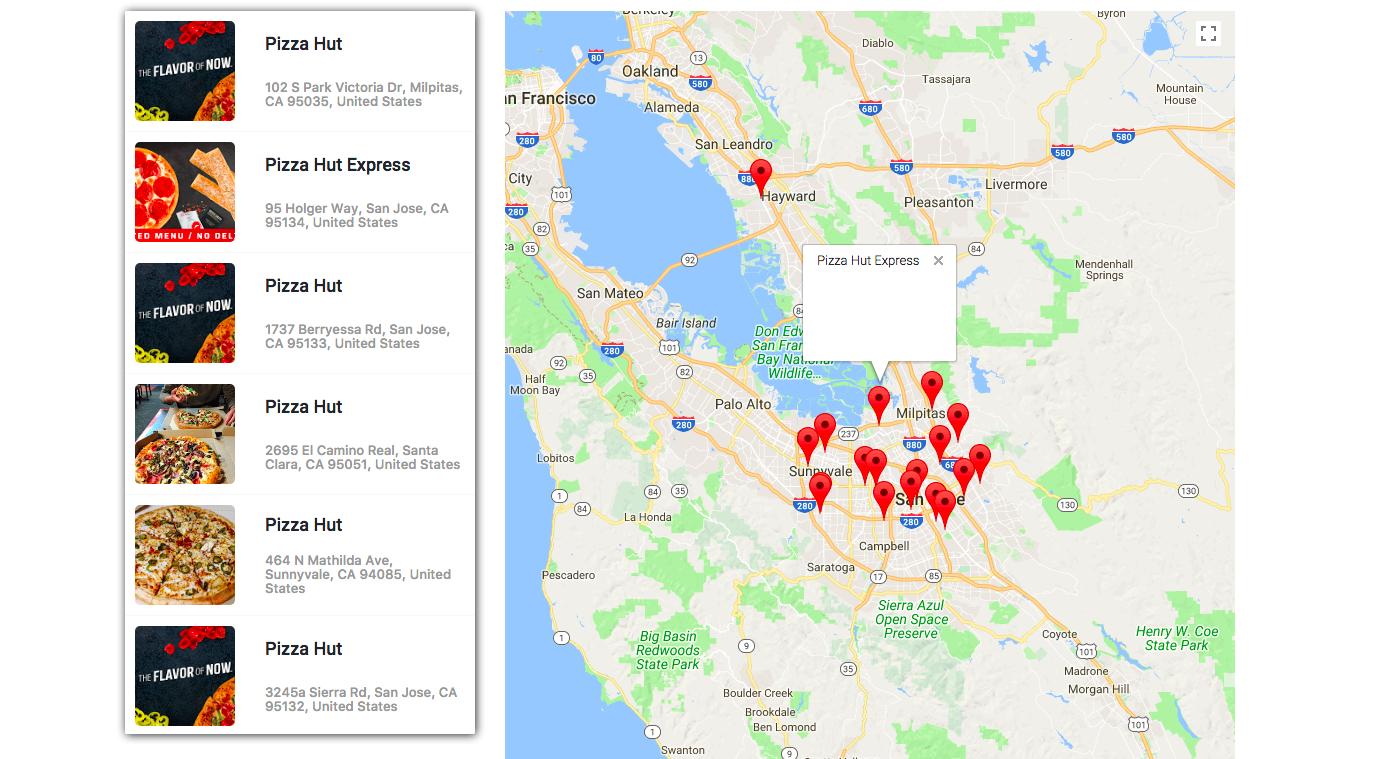 THE FLAVOR OF NOW.
Pizza Hut
102 S Park Victoria Dr, Milpitas,
CA 95035, United States
Pizza Hut Express
95 Holger Way, San Jose, CA
95134, United States
ED MENU / NO DEL
THE FLAVOR OF NOW.
Pizza Hut
1737 Berryessa Rd, San Jose,
CA 95133, United States
Pizza Hut
2695 El Camino Real, Santa
Clara, CA 95051, United States
Pizza Hut
464 N Mathilda Ave,
Sunnyvale, CA 94085, United
States
THE FLAVOR OF NOW.
Pizza Hut
3245a Sierra Rd, San Jose, CA
95132, United States
Berkeley
Byron
Diablo
80
13
Oakland
580
Tassajara
Mountain
House
n Francisco
Alameda
680
280
San Leandro
580
580
580
880
City
101
Hayward
Livermore
Pleasanton
280
82
35
ca
92
84
Pizza Hut Express
Mendenhall
Springs
San Mateo
Bair Island
84
Don Edw
San Fran
Bay National
Wildlife...
anada
280
101
92
35
82
Half
Moon Bay
Palo Alto
Milpitas
280
237
880
Lobitos
Sunnyvale
68
1
84
84
35
280
San
e
130
130
La Honda
280
Campbell
Saratoga
Pescadero
17
85
Sierra Azul
Open Space
Preserve
1
Big Basin
Redwoods
State Park
9
Coyote
Henry W. Coe
State Park
101
35
Madrone
Morgan Hill
Boulder Creek
Brookdale
Ben Lomond
101
1
Swanton
9